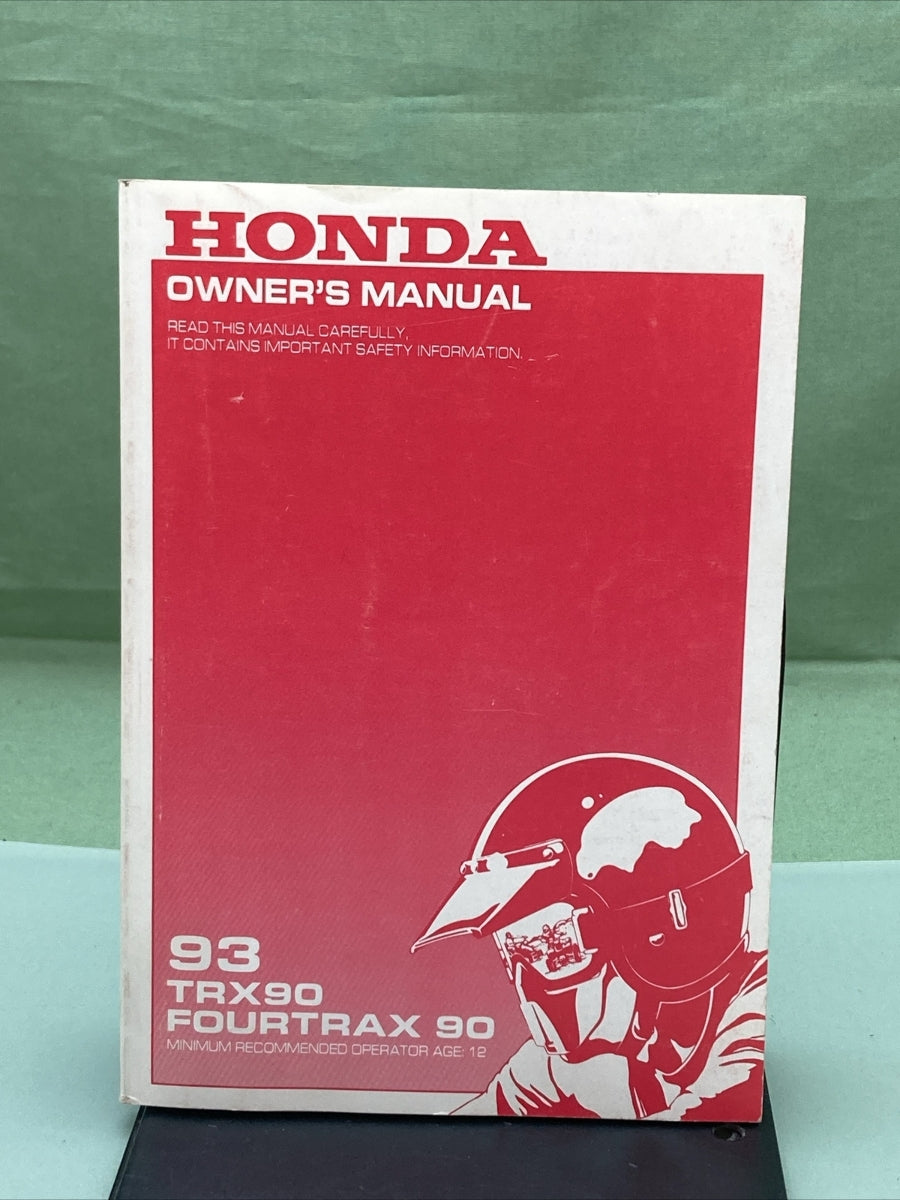 HONDA
OWNER'S MANUAL
READ THIS MANUAL CAREFULLY,
IT CONTAINS IMPORTANT SAFETY INFORMATION.
93
TRX90
FOURTRAX 90
MINIMUM RECOMMENDED OPERATOR AGE: 12